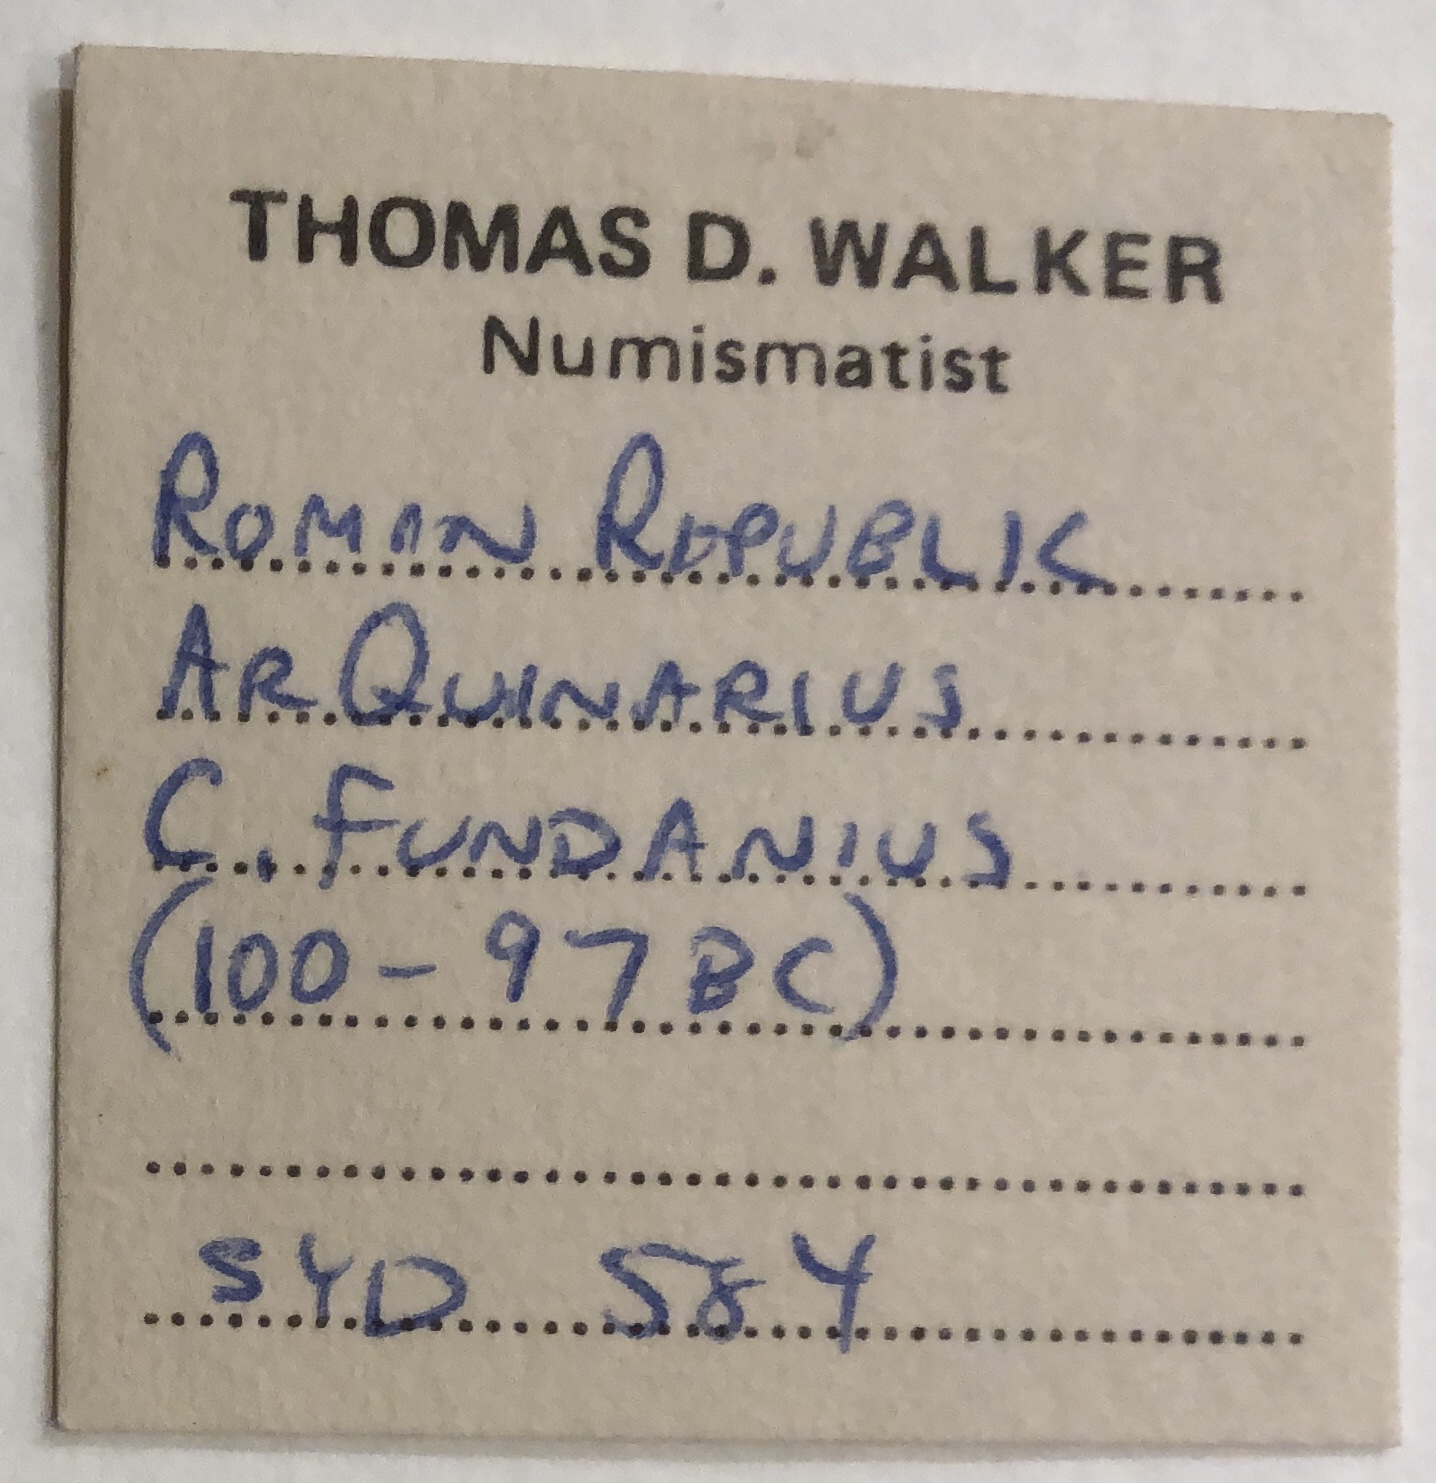 THOMAS D. WALKER
Numismatist
ROMAN REPUBLIC
AR QUINARIUS
C. FUNDANIUS
(100 - 97 BC)
SYD 584